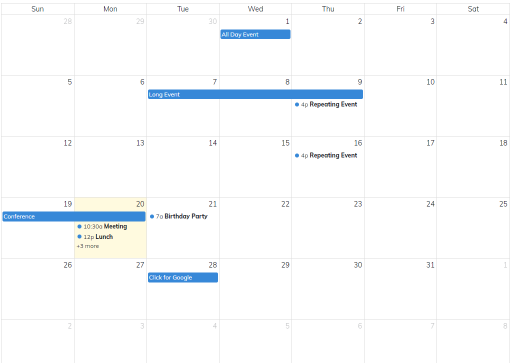 Sun Mon Tue Wed Thu Fri Sat
28 29 30 1 2 3 4
All Day Event
5 6 7 8 9 10 11
Long Event
4p Repeating Event
12 13 14 15 16 17 18
4p Repeating Event
19 20 21 22 23 24 25
Conference
7a Birthday Party
10:30a Meeting
12p Lunch
+3 more
26 27 28 29 30 31 1
Click for Google
2 3 4 5 6 7 8